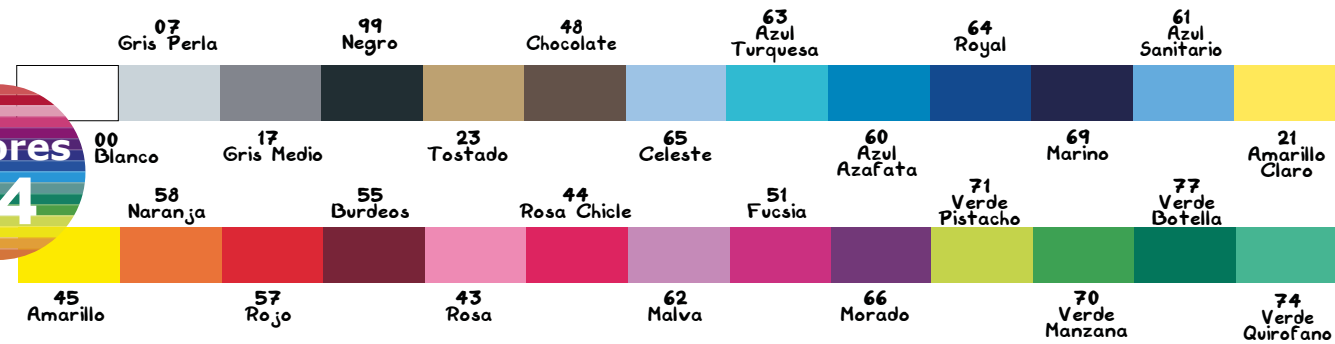 07
Gris Perla
99
Negro
48
Chocolate
63
Azul
Turquesa
64
Royal
61
Azul
Sanitario
00
Blanco
17
Gris Medio
23
Tostado
65
Celeste
60
Azul
Azafata
69
Marino
21
Amarillo
Claro
ores
4
58
Naranja
55
Burdeos
44
Rosa Chicle
51
Fucsia
71
Verde
Pistacho
77
Verde
Botella
45
Amarillo
57
Rojo
43
Rosa
62
Malva
66
Morado
70
Verde
Manzana
74
Verde
Quirofano